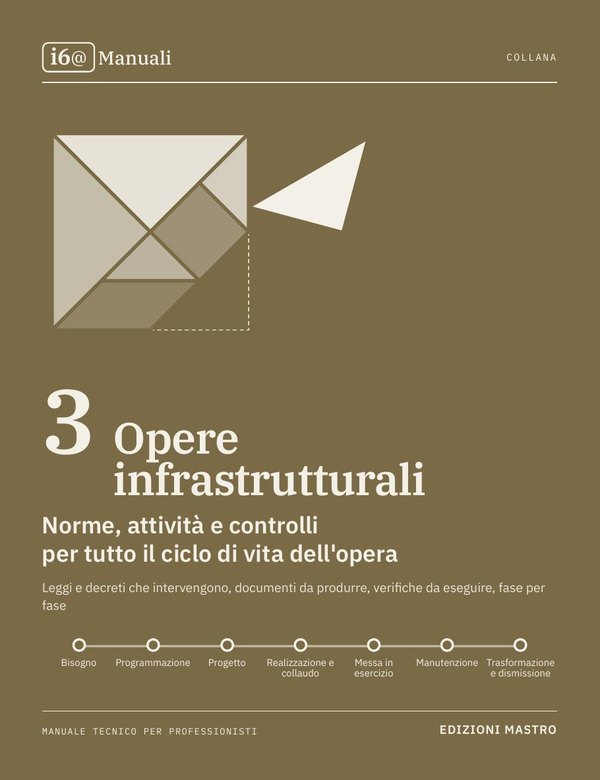 i6@ Manuali
COLLANA
3 Opere
infrastrutturali
Norme, attività e controlli
per tutto il ciclo di vita dell'opera
Leggi e decreti che intervengono, documenti da produrre, verifiche da eseguire, fase per
fase
Bisogno
Programmazione
Progetto
Realizzazione e
collaudo
Messa in
esercizio
Manutenzione
Trasformazione
e dismissione
MANUALE TECNICO PER PROFESSIONISTI
EDIZIONI MASTRO